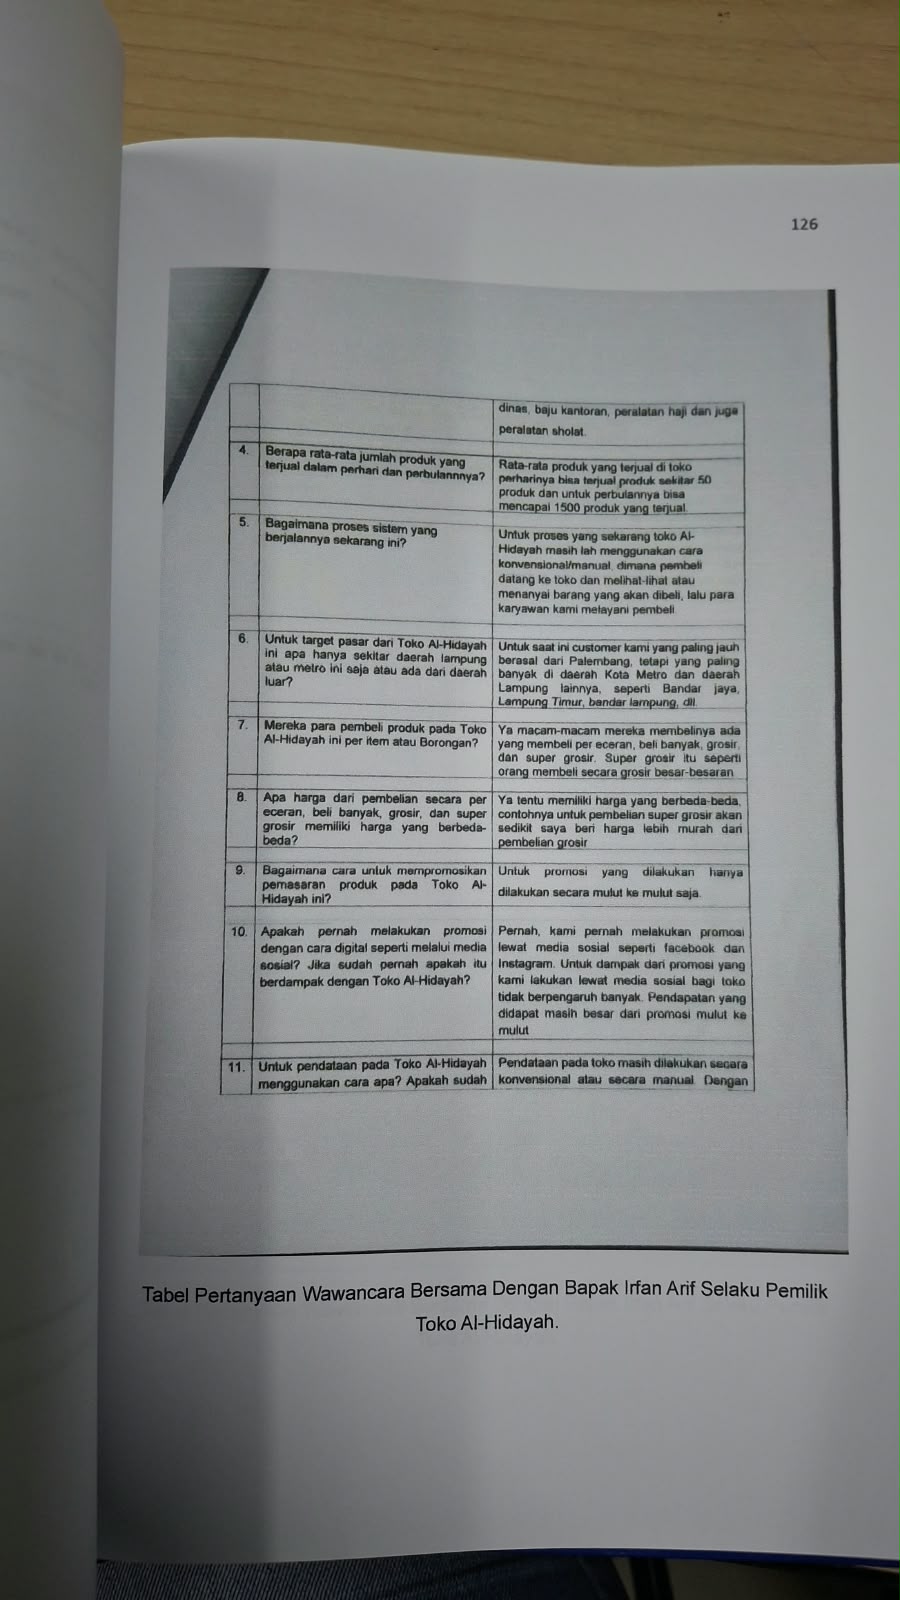 126
dinas, baju kantoran, peralatan haji dan juga
peralatan sholat.
4. Berapa rata-rata jumlah produk yang
terjual dalam perhari dan perbulannnya?
Rata-rata produk yang terjual di toko
perharinya bisa terjual produk sekitar 50
produk dan untuk perbulannya bisa
mencapai 1500 produk yang terjual.
5. Bagaimana proses sistem yang
berjalannya sekarang ini?
Untuk proses yang sekarang toko Al-
Hidayah masih lah menggunakan cara
konvensional/manual, dimana pembeli
datang ke toko dan melihat-lihat atau
menanyai barang yang akan dibeli, lalu para
karyawan kami melayani pembeli
6. Untuk target pasar dari Toko Al-Hidayah
ini apa hanya sekitar daerah lampung
atau metro ini saja atau ada dari daerah
luar?
Untuk saat ini customer kami yang paling jauh
berasal dari Palembang, tetapi yang paling
banyak di daerah Kota Metro dan daerah
Lampung lainnya, seperti Bandar jaya,
Lampung Timur, bandar lampung, dll.
7. Mereka para pembeli produk pada Toko
Al-Hidayah ini per item atau Borongan?
Ya macam-macam mereka membelinya ada
yang membeli per eceran, beli banyak, grosir,
dan super grosir. Super grosir itu seperti
orang membeli secara grosir besar-besaran
8. Apa harga dari pembelian secara per
eceran, beli banyak, grosir, dan super
grosir memiliki harga yang berbeda-
beda?
Ya tentu memiliki harga yang berbeda-beda,
contohnya untuk pembelian super grosir akan
sedikit saya beri harga lebih murah dari
pembelian grosir
9. Bagaimana cara untuk mempromosikan
pemasaran produk pada Toko Al-
Hidayah ini?
Untuk promosi yang dilakukan hanya
dilakukan secara mulut ke mulut saja.
10. Apakah pernah melakukan promosi
dengan cara digital seperti melalui media
sosial? Jika sudah pernah apakah itu
berdampak dengan Toko Al-Hidayah?
Pernah, kami pernah melakukan promosi
lewat media sosial seperti facebook dan
Instagram. Untuk dampak dari promosi yang
kami lakukan lewat media sosial bagi toko
tidak berpengaruh banyak. Pendapatan yang
didapat masih besar dari promosi mulut ke
mulut
11. Untuk pendataan pada Toko Al-Hidayah
menggunakan cara apa? Apakah sudah
Pendataan pada toko masih dilakukan secara
konvensional atau secara manual. Dengan
Tabel Pertanyaan Wawancara Bersama Dengan Bapak Irfan Arif Selaku Pemilik
Toko Al-Hidayah.